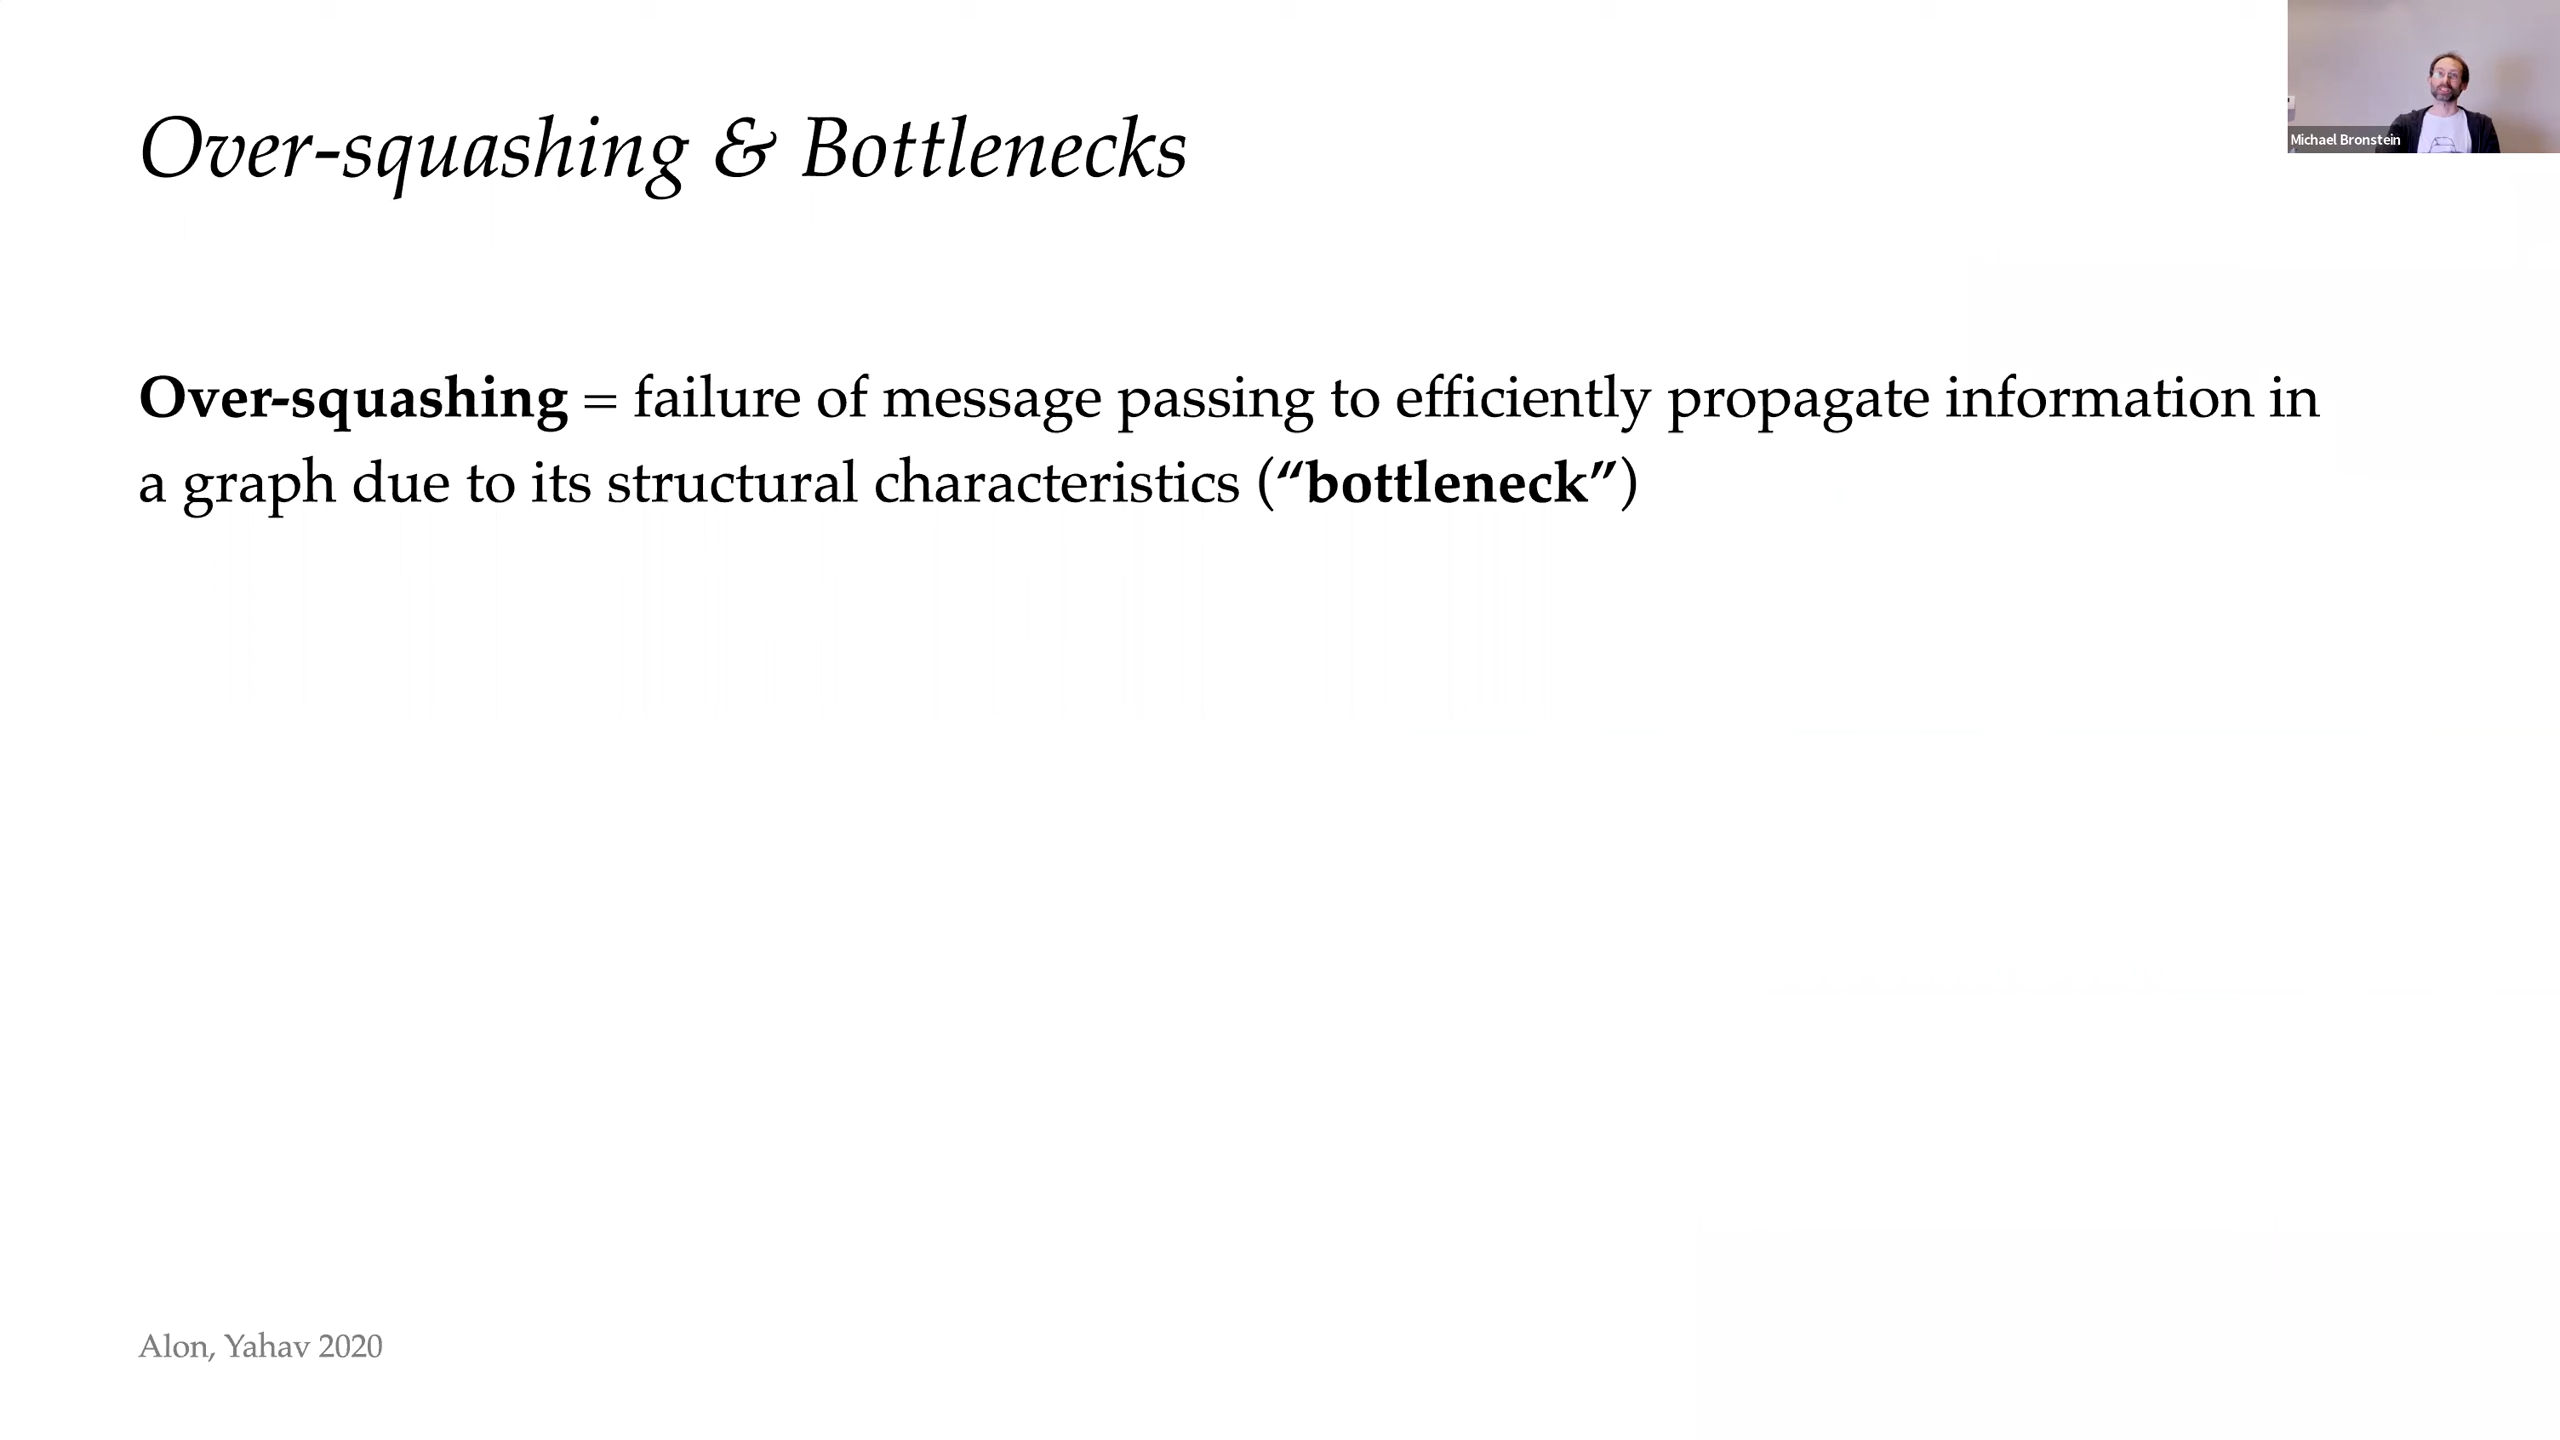 Over-squashing & Bottlenecks
Michael Bronstein
Over-squashing = failure of message passing to efficiently propagate information in
a graph due to its structural characteristics (“bottleneck”)
Alon, Yahav 2020